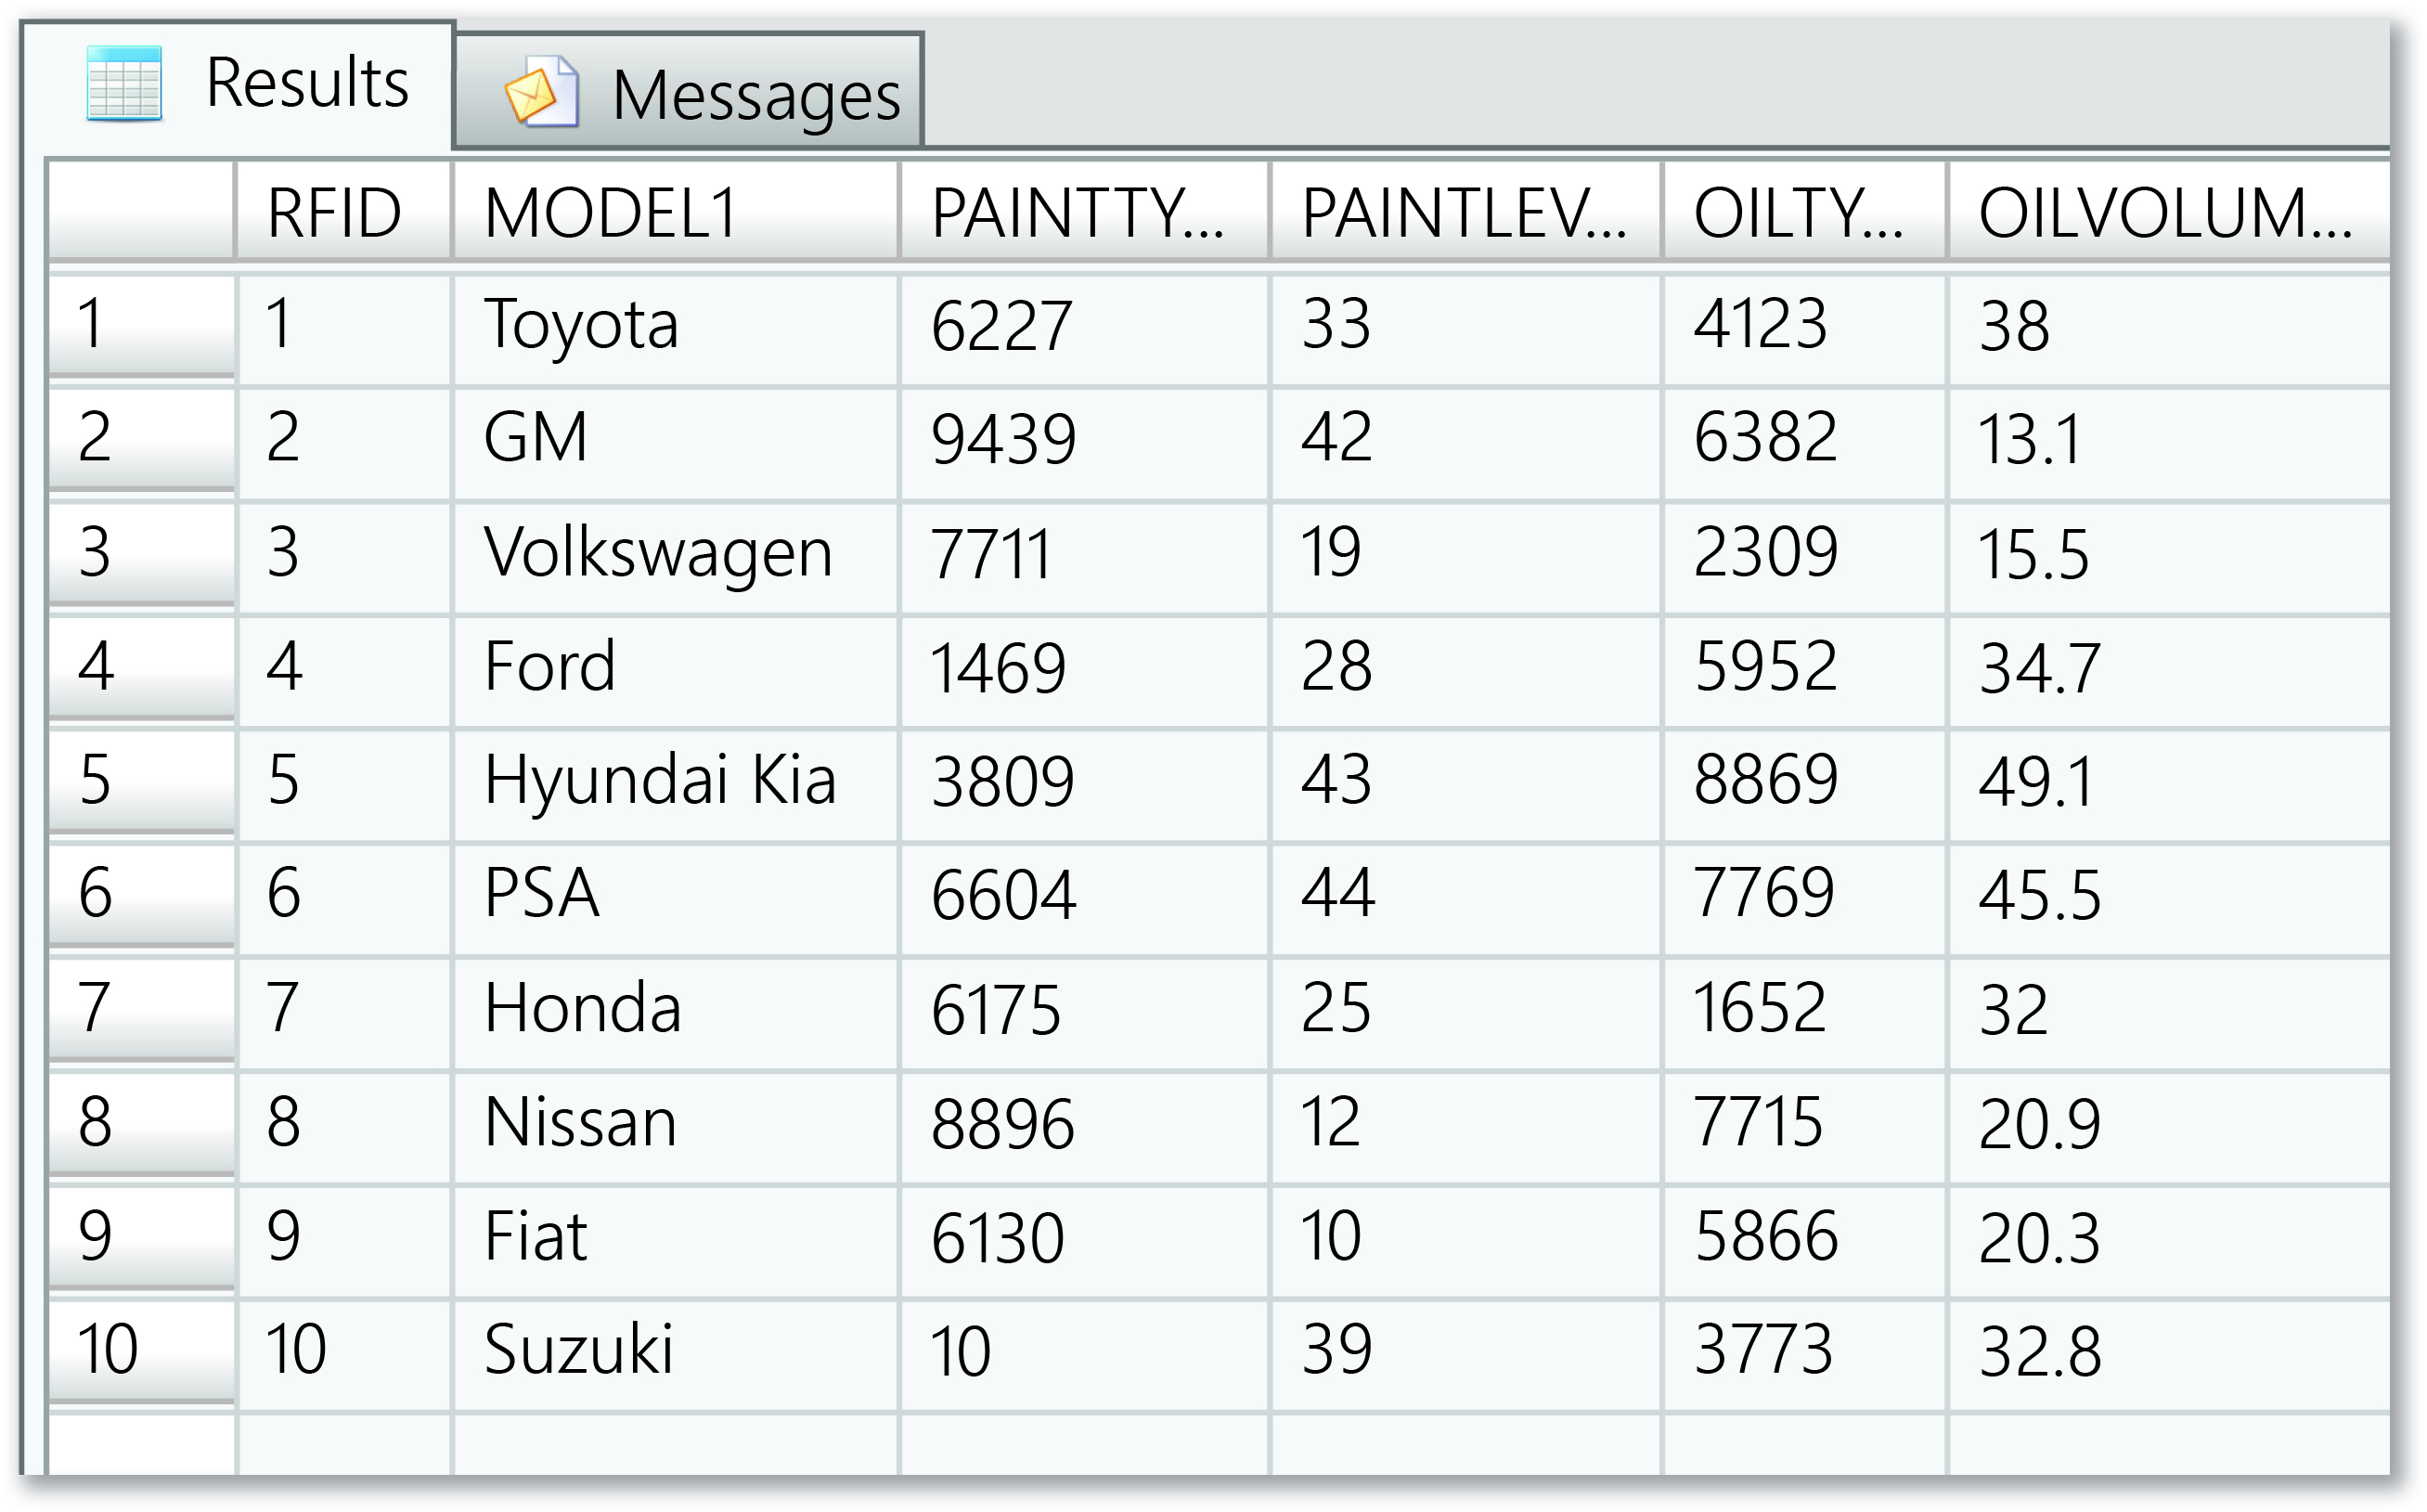 Results Messages
RFID MODEL1 PAINTTY... PAINTLEV... OILTY... OILVOLUM...
1 1 Toyota 6227 33 4123 38
2 2 GM 9439 42 6382 13.1
3 3 Volkswagen 7711 19 2309 15.5
4 4 Ford 1469 28 5952 34.7
5 5 Hyundai Kia 3809 43 8869 49.1
6 6 PSA 6604 44 7769 45.5
7 7 Honda 6175 25 1652 32
8 8 Nissan 8896 12 7715 20.9
9 9 Fiat 6130 10 5866 20.3
10 10 Suzuki 10 39 3773 32.8